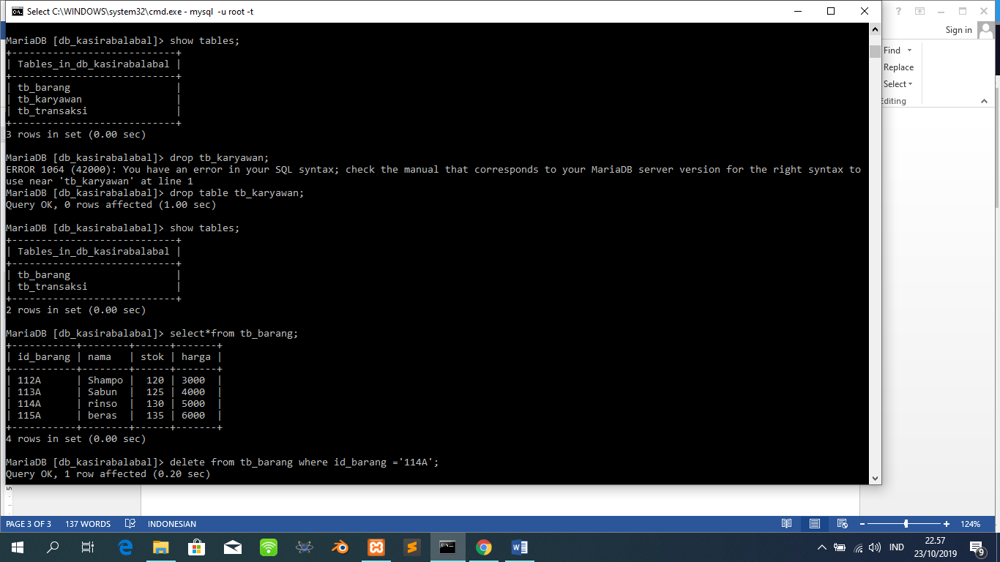 Select C:\WINDOWS\system32\cmd.exe - mysql -u root -t
Sign in
Find
Replace
Select
Editing
MariaDB [db_kasirabalabal]> show tables;
+----------------------------+
| Tables_in_db_kasirabalabal |
+----------------------------+
| tb_barang                  |
| tb_karyawan                |
| tb_transaksi               |
+----------------------------+
3 rows in set (0.00 sec)
MariaDB [db_kasirabalabal]> drop tb_karyawan;
ERROR 1064 (42000): You have an error in your SQL syntax; check the manual that corresponds to your MariaDB server version for the right syntax to
use near 'tb_karyawan' at line 1
MariaDB [db_kasirabalabal]> drop table tb_karyawan;
Query OK, 0 rows affected (1.00 sec)
MariaDB [db_kasirabalabal]> show tables;
+----------------------------+
| Tables_in_db_kasirabalabal |
+----------------------------+
| tb_barang                  |
| tb_transaksi               |
+----------------------------+
2 rows in set (0.00 sec)
MariaDB [db_kasirabalabal]> select*from tb_barang;
+-----------+--------+------+-------+
| id_barang | nama   | stok | harga |
+-----------+--------+------+-------+
| 112A      | Shampo |  120 | 3000  |
| 113A      | Sabun  |  125 | 4000  |
| 114A      | rinso  |  130 | 5000  |
| 115A      | beras  |  135 | 6000  |
+-----------+--------+------+-------+
4 rows in set (0.00 sec)
MariaDB [db_kasirabalabal]> delete from tb_barang where id_barang ='114A';
Query OK, 1 row affected (0.20 sec)
5
PAGE 3 OF 3 137 WORDS INDONESIAN 124%
IND 22.57
23/10/2019 9